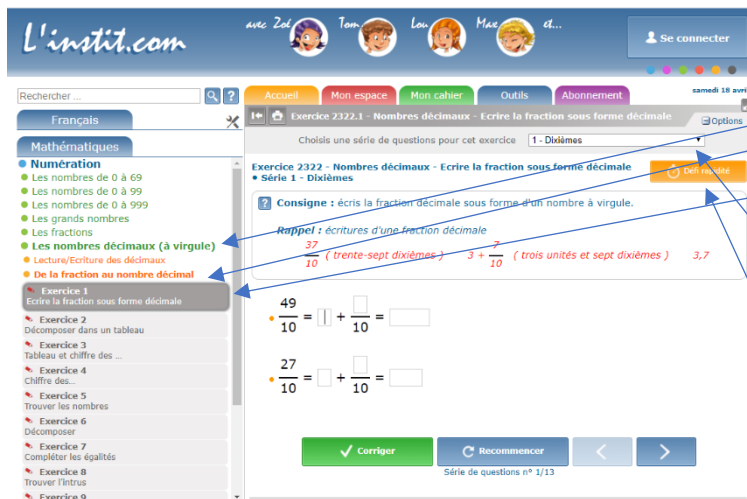 L'instit.com
avec Zoé Tom Lou Max et...
Se connecter
samedi 18 avri
Rechercher ...
?
Accueil Mon espace Mon cahier Outils Abonnement
Français
Mathématiques
Numération
Les nombres de 0 à 69
Les nombres de 0 à 99
Les nombres de 0 à 999
Les grands nombres
Les fractions
Les nombres décimaux (à virgule)
Lecture/Ecriture des décimaux
De la fraction au nombre décimal
Exercice 1
Ecrire la fraction sous forme décimale
Exercice 2
Décomposer dans un tableau
Exercice 3
Tableau et chiffre des ...
Exercice 4
Chiffre des...
Exercice 5
Trouver les nombres
Exercice 6
Décomposer
Exercice 7
Compléter les égalités
Exercice 8
Trouver l'intrus
Exercice 9
Exercice 2322.1 - Nombres décimaux - Ecrire la fraction sous forme décimale
Options
Choisis une série de questions pour cet exercice 1 - Dixièmes
Exercice 2322 - Nombres décimaux - Ecrire la fraction sous forme décimale
• Série 1 - Dixièmes
Défi rapidité
? Consigne : écris la fraction décimale sous forme d'un nombre à virgule.
Rappel : écritures d'une fraction décimale
37/10 ( trente-sept dixièmes ) 3 + 7/10 ( trois unités et sept dixièmes ) 3,7
49/10 = + /10 =
27/10 = + /10 =
Corriger Recommencer < >
Série de questions n° 1/13